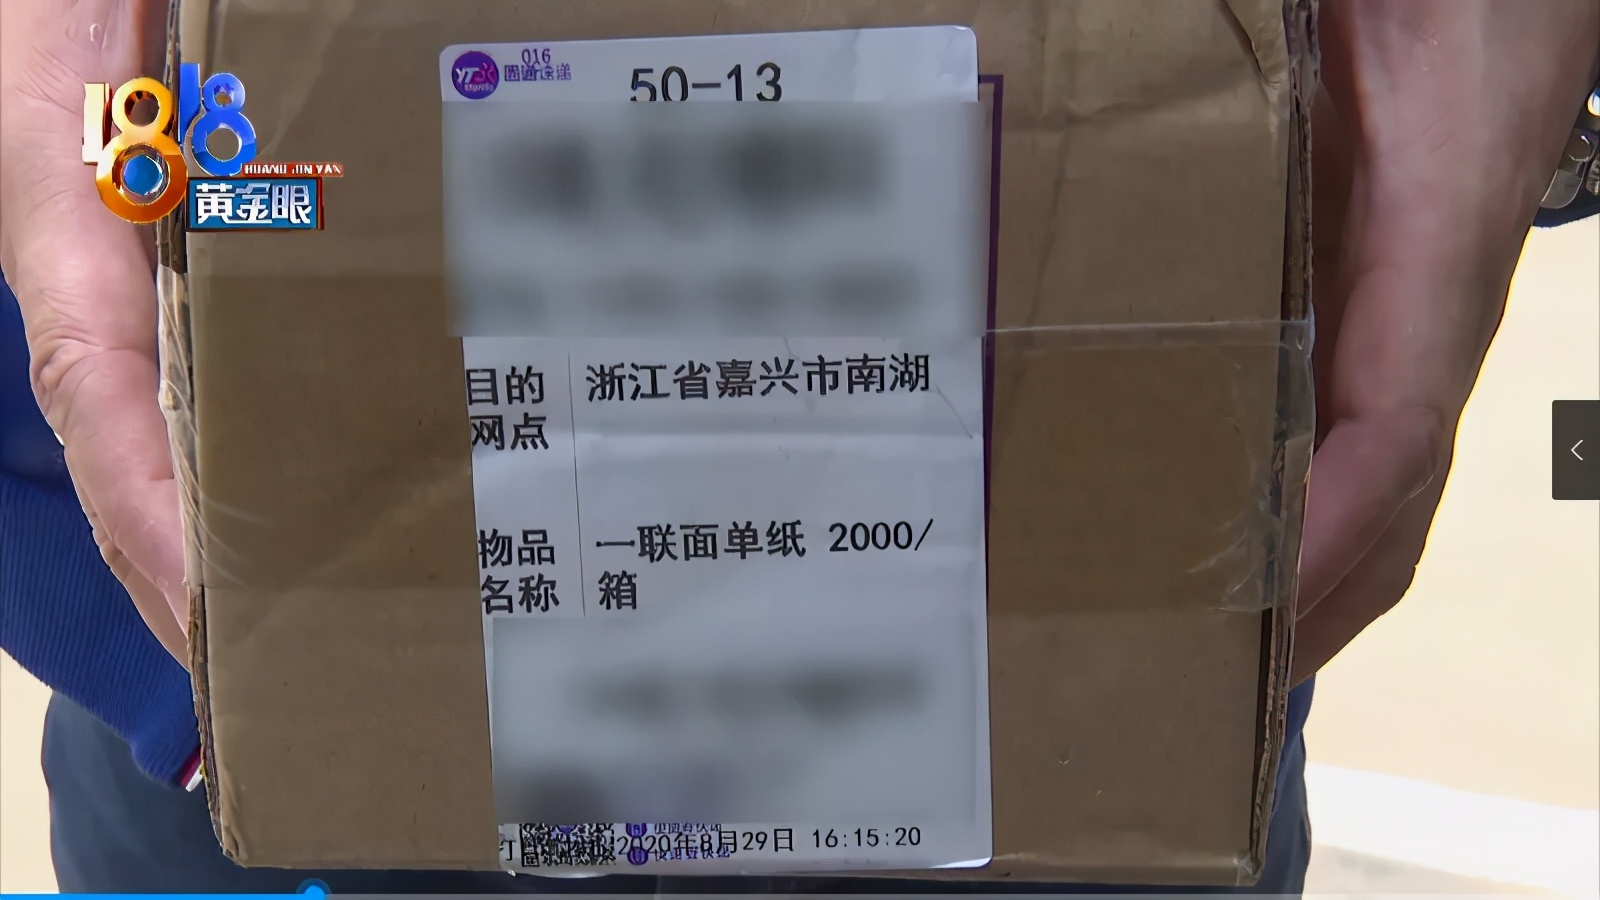 1818
HUANG JIN YAN
黄金眼
YTO
016
圆通速递
50-13
目的
网点
浙江省嘉兴市南湖
物品
名称
一联面单纸 2000/
箱
2020年8月29日 16:15:20